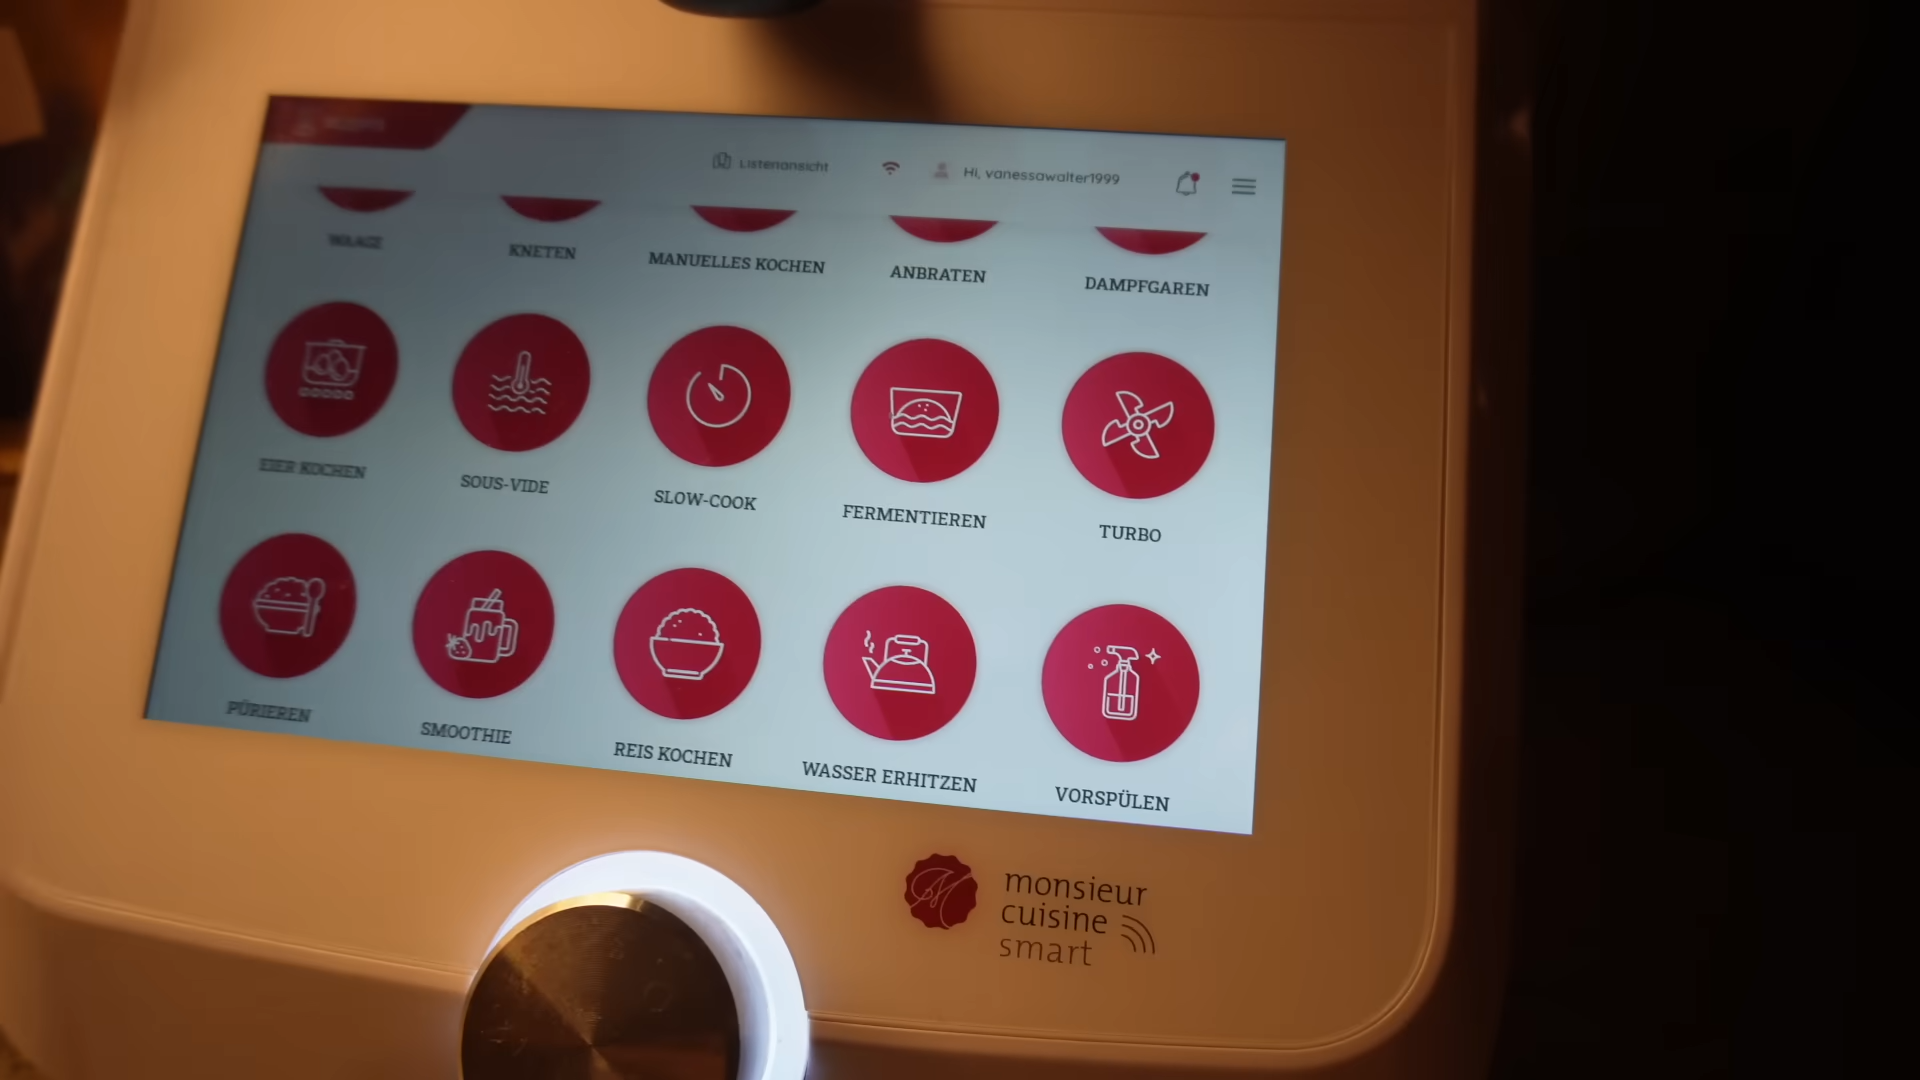 Listenansicht
Hi, vanessawalter1999
WAAGE
KNETEN
MANUELLES KOCHEN
ANBRATEN
DAMPFGAREN
EIER KOCHEN
SOUS-VIDE
SLOW-COOK
FERMENTIEREN
TURBO
PÜRIEREN
SMOOTHIE
REIS KOCHEN
WASSER ERHITZEN
VORSPÜLEN
monsieur
cuisine
smart